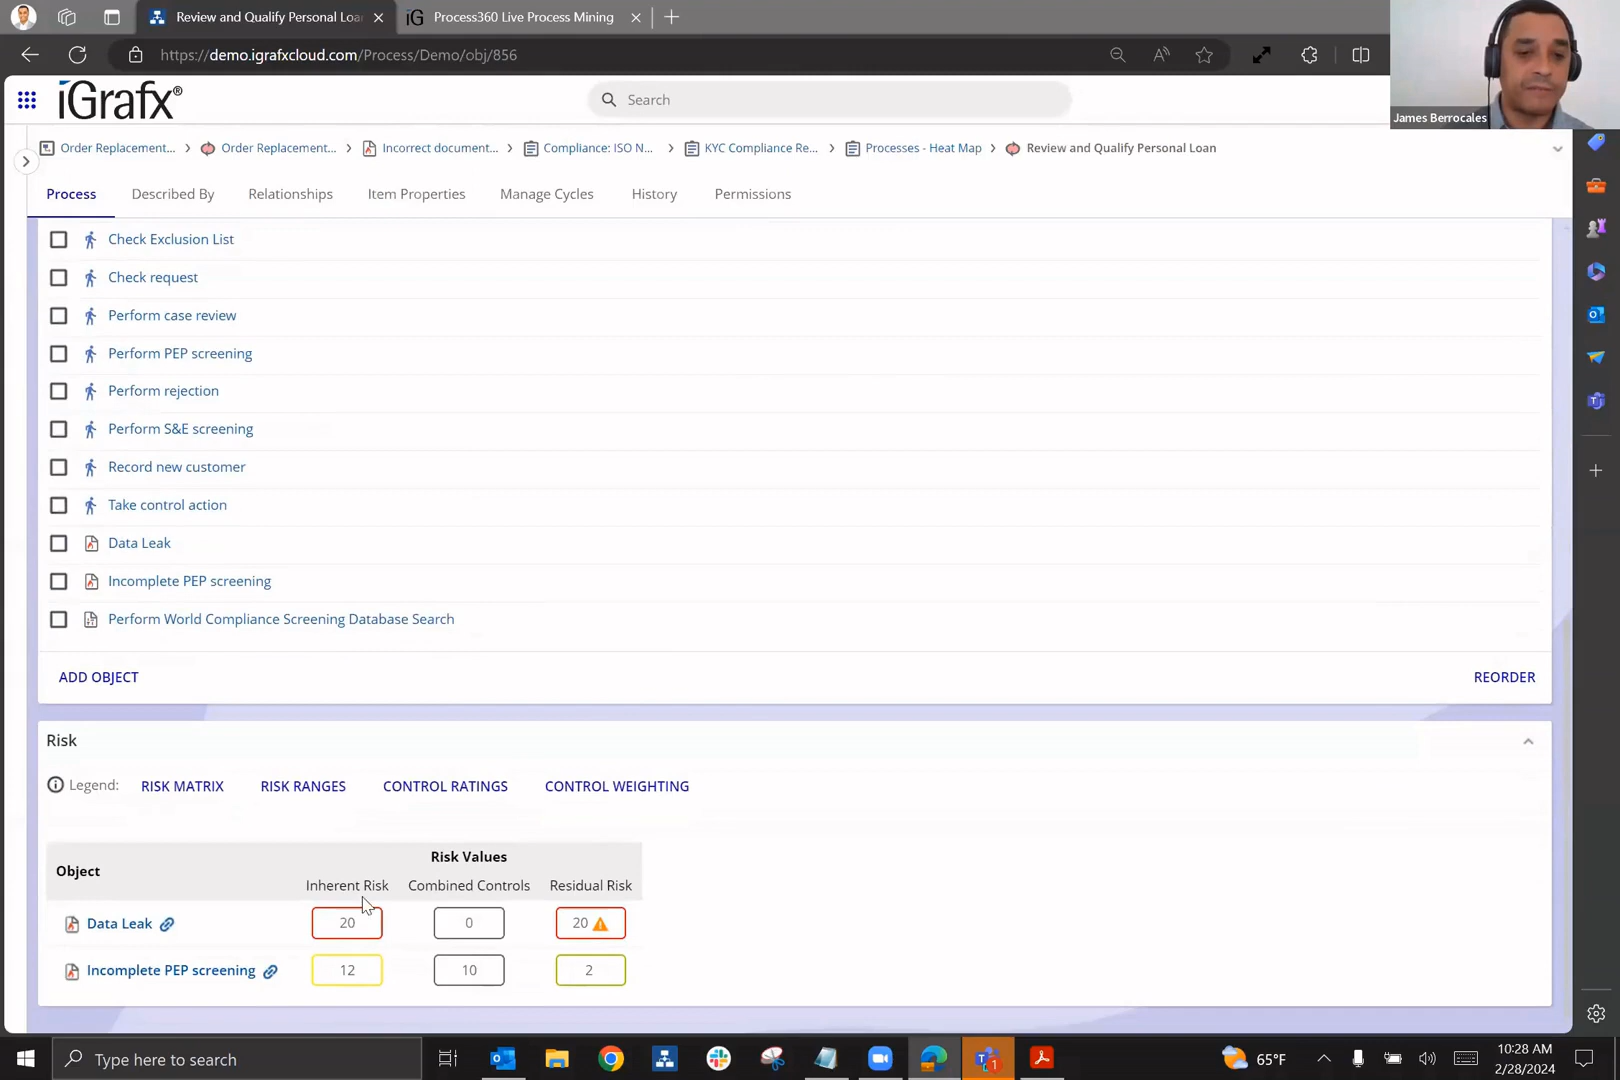 Review and Qualify Personal Loa
iG Process360 Live Process Mining
https://demo.igrafxcloud.com/Process/Demo/obj/856
James Berrocales
iGrafx®
Search
Order Replacement... Order Replacement... Incorrect document... Compliance: ISO N... KYC Compliance Re... Processes - Heat Map Review and Qualify Personal Loan
Process Described By Relationships Item Properties Manage Cycles History Permissions
Check Exclusion List
Check request
Perform case review
Perform PEP screening
Perform rejection
Perform S&E screening
Record new customer
Take control action
Data Leak
Incomplete PEP screening
Perform World Compliance Screening Database Search
ADD OBJECT REORDER
Risk
Legend: RISK MATRIX RISK RANGES CONTROL RATINGS CONTROL WEIGHTING
Risk Values
Object
Inherent Risk Combined Controls Residual Risk
Data Leak 20 0 20
Incomplete PEP screening 12 10 2
Type here to search
65°F
10:28 AM
2/28/2024